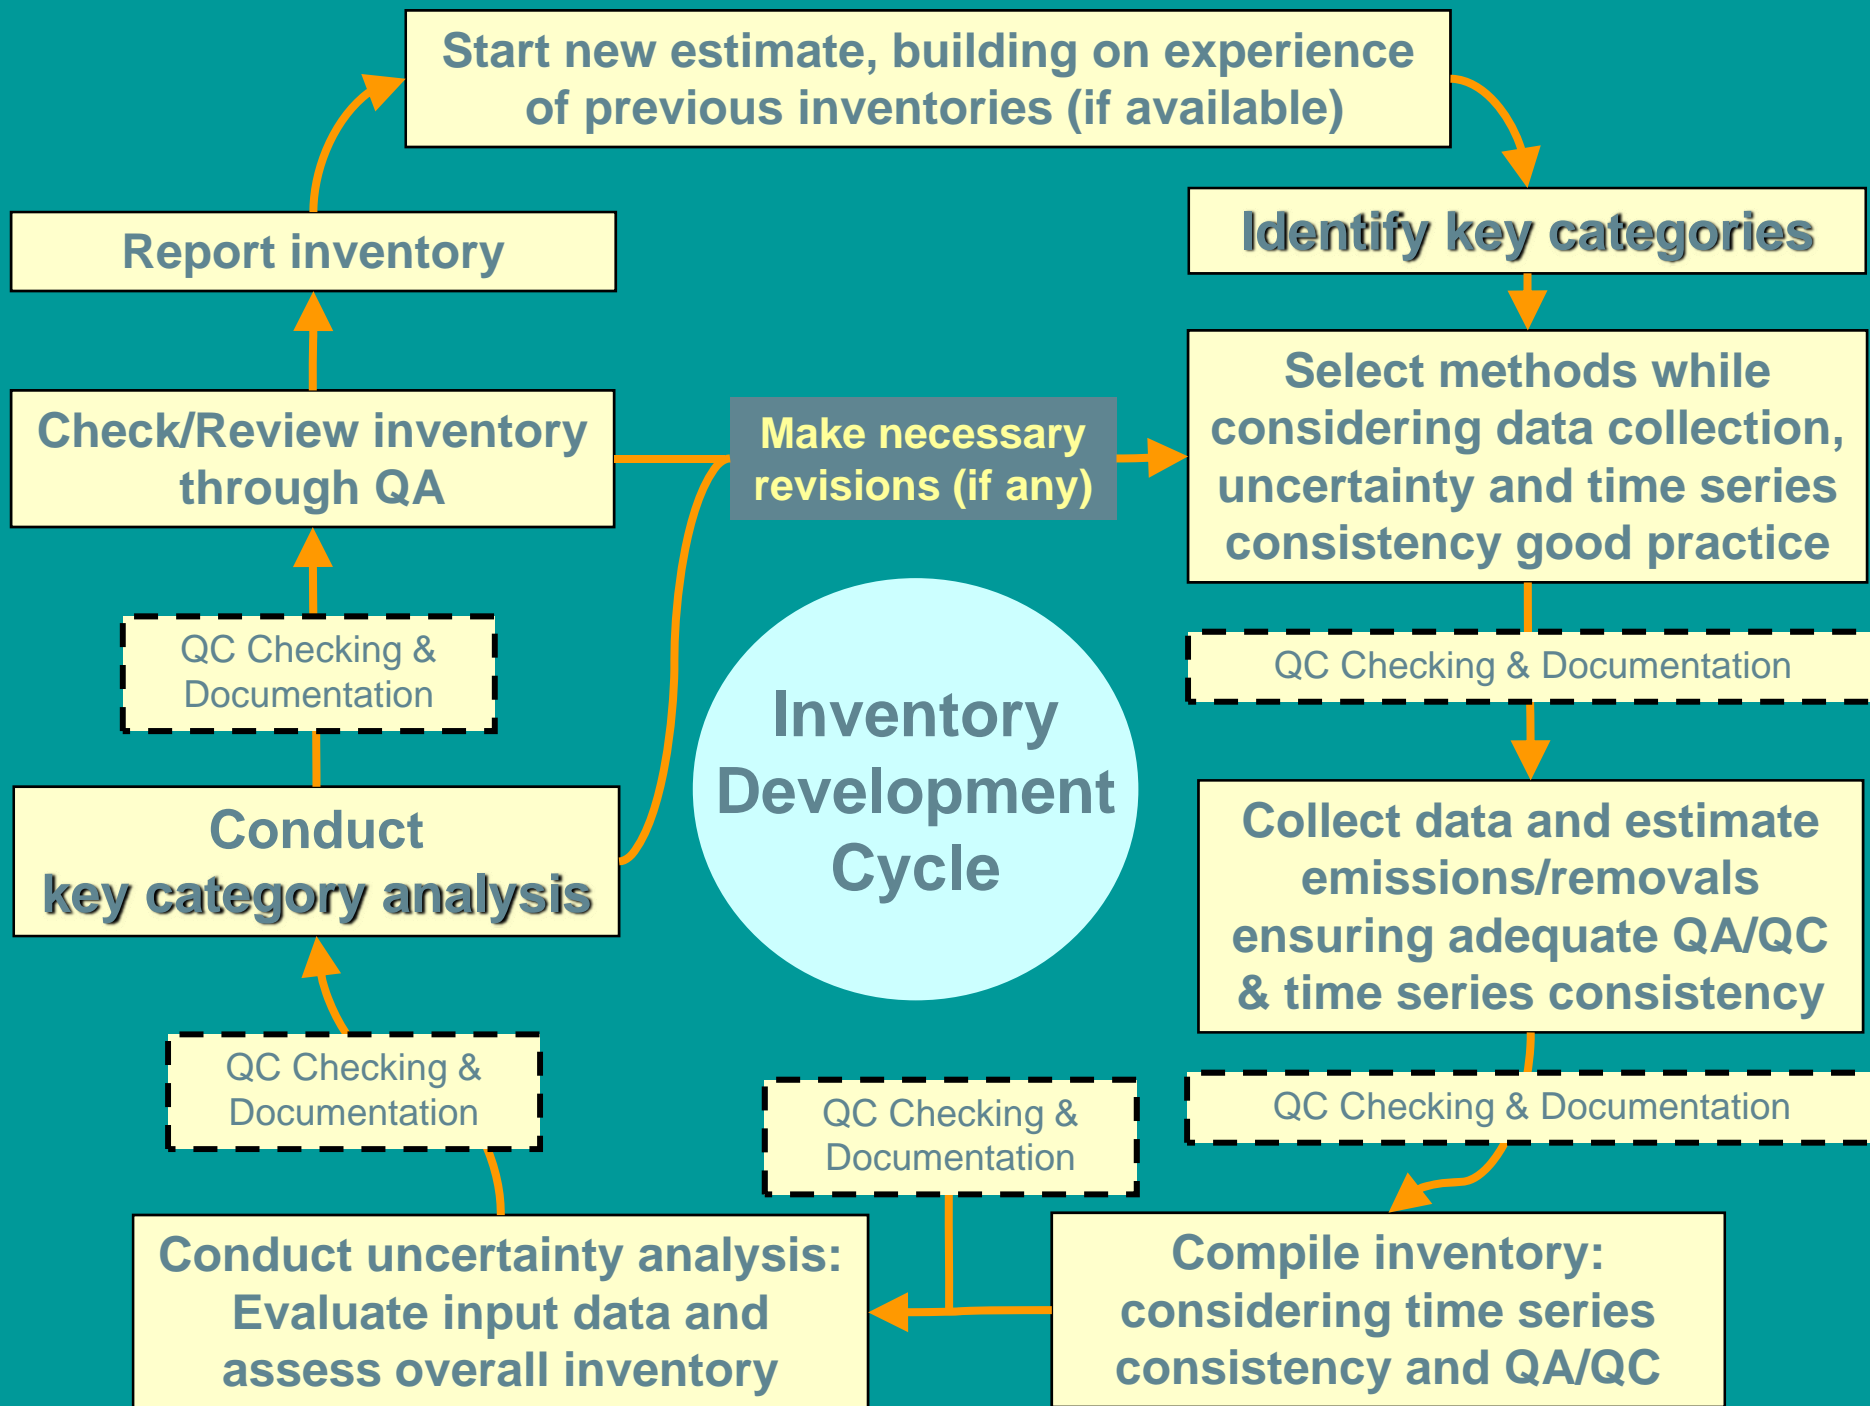 Start new estimate, building on experience
of previous inventories (if available)
Identify key categories
Select methods while
considering data collection,
uncertainty and time series
consistency good practice
QC Checking & Documentation
Collect data and estimate
emissions/removals
ensuring adequate QA/QC
& time series consistency
QC Checking & Documentation
Compile inventory:
considering time series
consistency and QA/QC
QC Checking &
Documentation
Conduct uncertainty analysis:
Evaluate input data and
assess overall inventory
QC Checking &
Documentation
Conduct
key category analysis
QC Checking &
Documentation
Check/Review inventory
through QA
Report inventory
Make necessary
revisions (if any)
Inventory
Development
Cycle